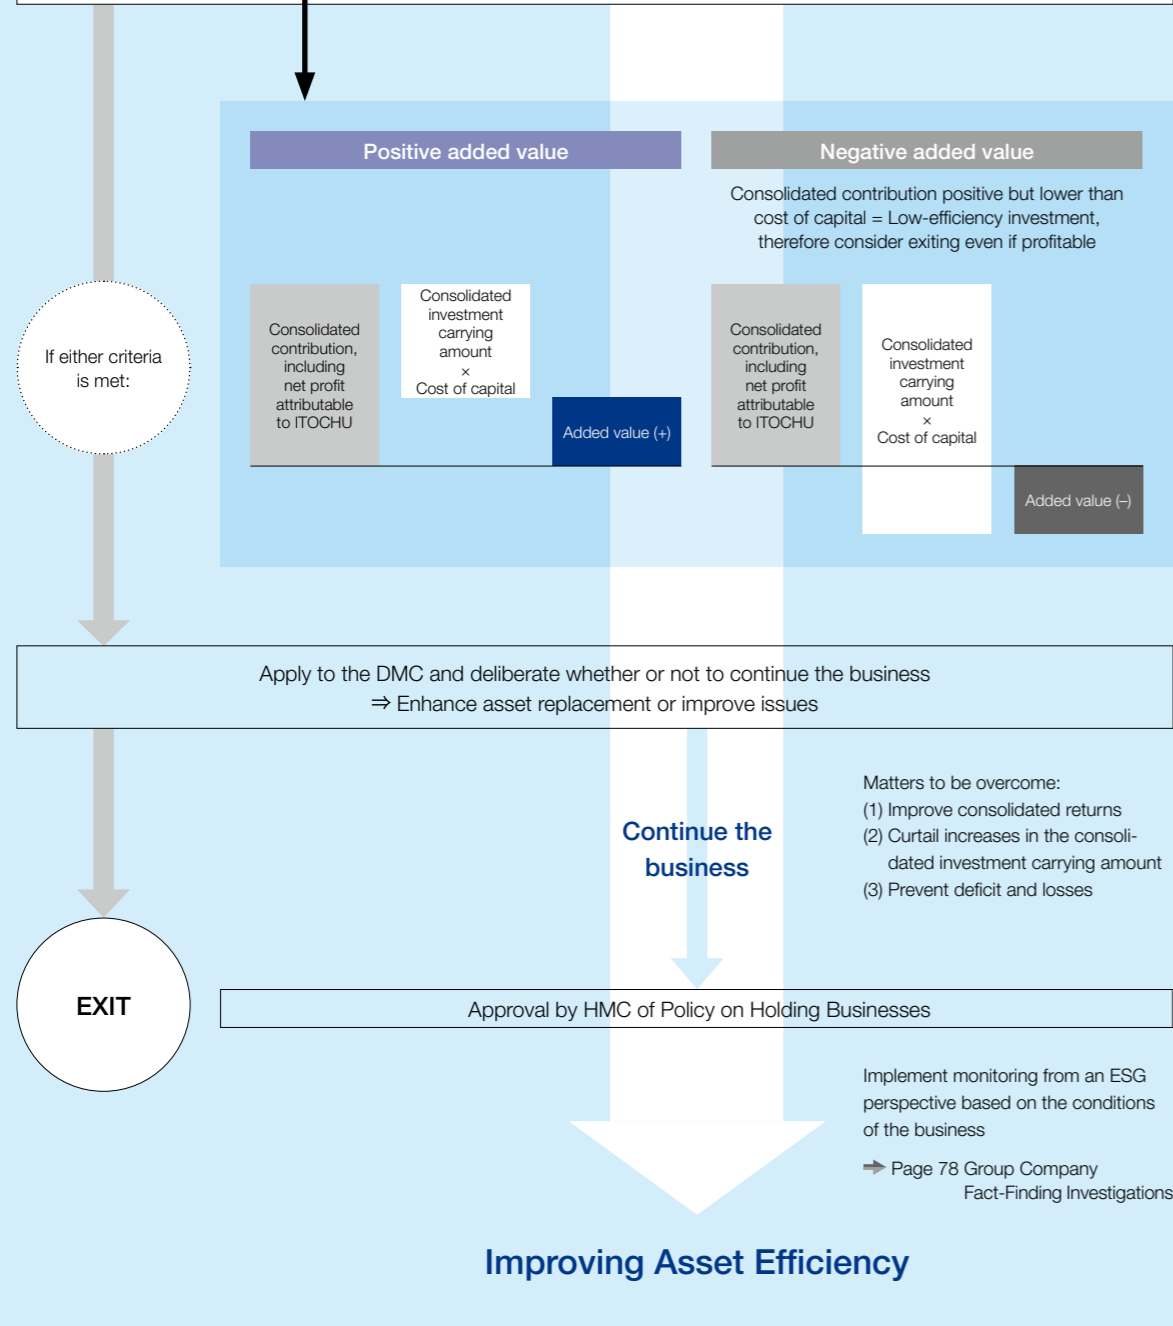 Positive added value
Negative added value
Consolidated contribution positive but lower than
cost of capital = Low-efficiency investment,
therefore consider exiting even if profitable
If either criteria
is met:
Consolidated
contribution,
including
net profit
attributable
to ITOCHU
Consolidated
investment
carrying
amount
×
Cost of capital
Added value (+)
Consolidated
contribution,
including
net profit
attributable
to ITOCHU
Consolidated
investment
carrying
amount
×
Cost of capital
Added value (–)
Apply to the DMC and deliberate whether or not to continue the business
⇒ Enhance asset replacement or improve issues
Continue the
business
Matters to be overcome:
(1) Improve consolidated returns
(2) Curtail increases in the consoli-
dated investment carrying amount
(3) Prevent deficit and losses
EXIT
Approval by HMC of Policy on Holding Businesses
Implement monitoring from an ESG
perspective based on the conditions
of the business
➔ Page 78 Group Company
Fact-Finding Investigations
Improving Asset Efficiency